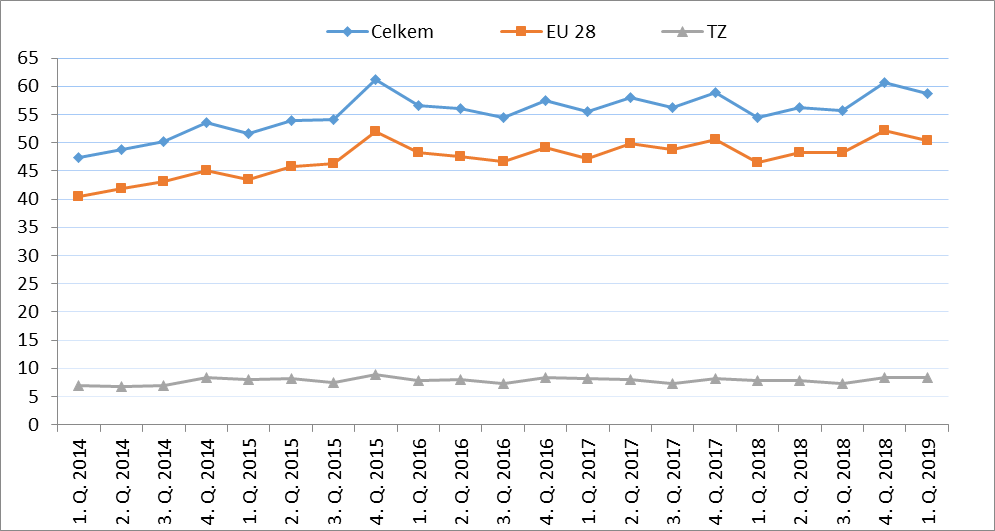 Celkem EU 28 TZ
65
60
55
50
45
40
35
30
25
20
15
10
5
0
1. Q. 2014
2. Q. 2014
3. Q. 2014
4. Q. 2014
1. Q. 2015
2. Q. 2015
3. Q. 2015
4. Q. 2015
1. Q. 2016
2. Q. 2016
3. Q. 2016
4. Q. 2016
1. Q. 2017
2. Q. 2017
3. Q. 2017
4. Q. 2017
1. Q. 2018
2. Q. 2018
3. Q. 2018
4. Q. 2018
1. Q. 2019